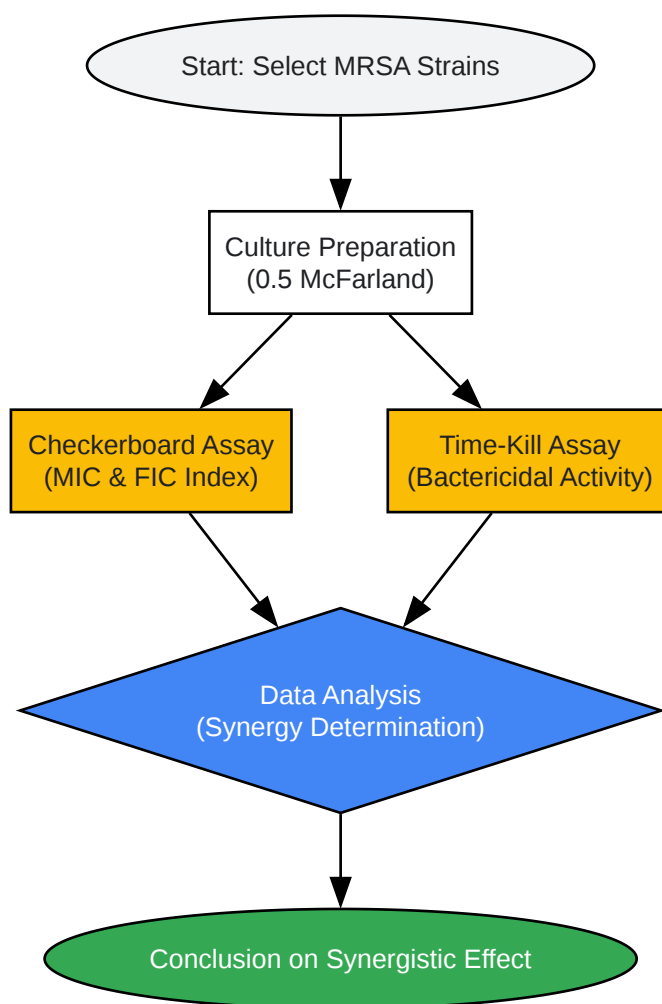 Start: Select MRSA Strains
Culture Preparation
(0.5 McFarland)
Checkerboard Assay
(MIC & FIC Index)
Time-Kill Assay
(Bactericidal Activity)
Data Analysis
(Synergy Determination)
Conclusion on Synergistic Effect